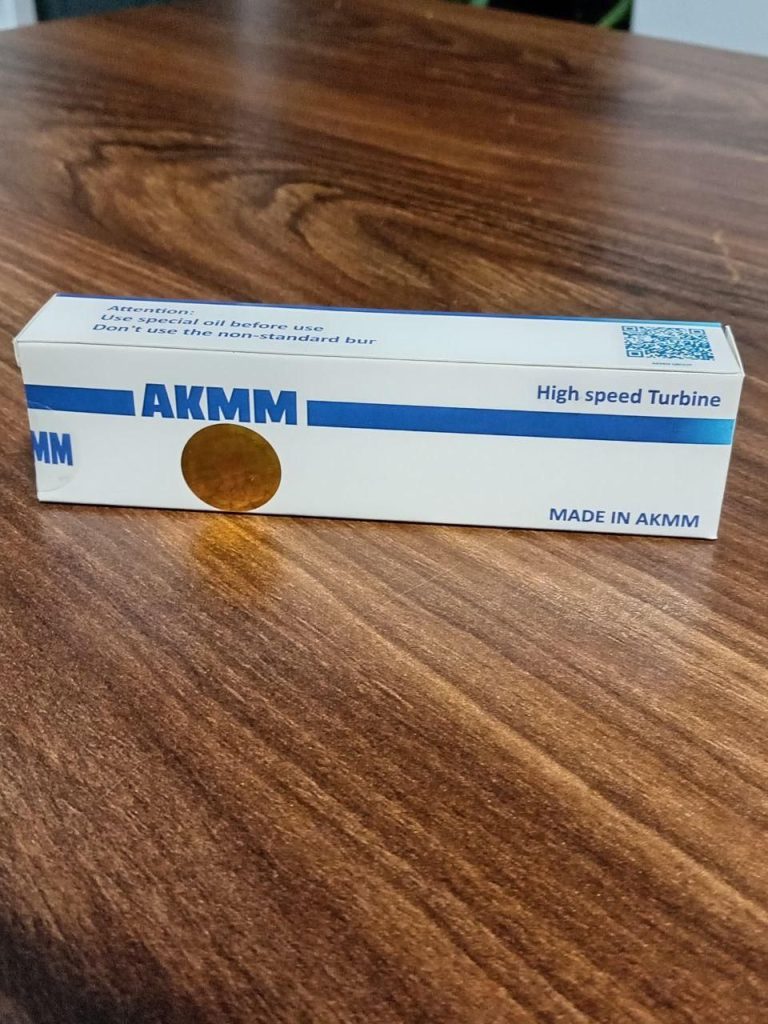 Attention:
Use special oil before use
Don't use the non-standard bur
AKMM
High speed Turbine
MM
MADE IN AKMM